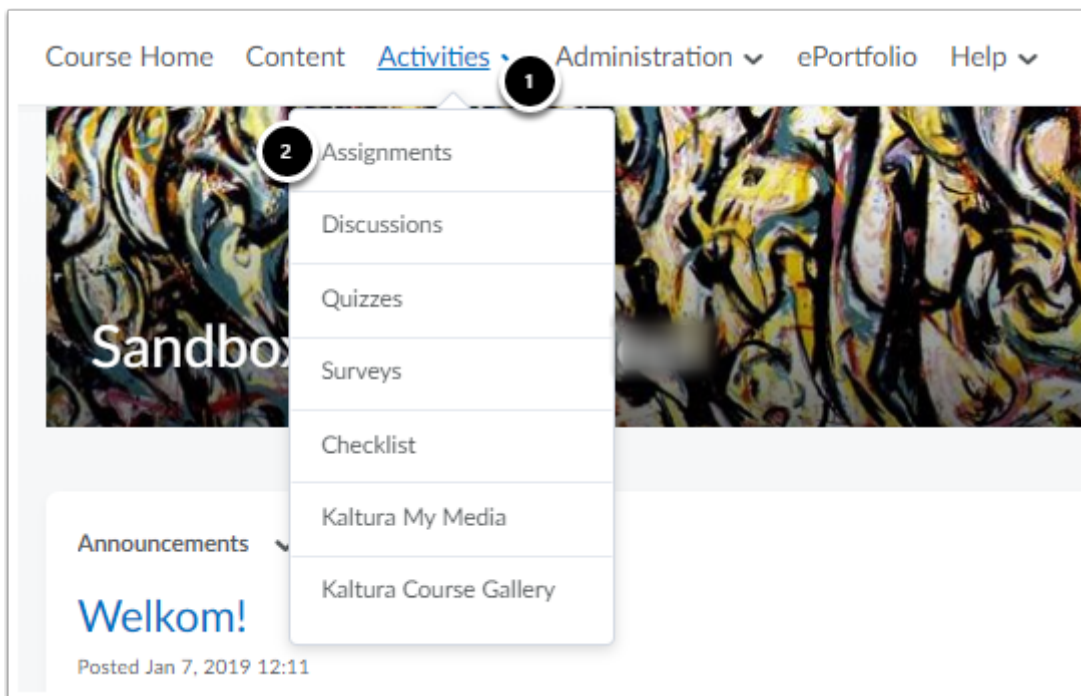 Course Home Content Activities Administration ePortfolio Help
1
2 Assignments
Discussions
Quizzes
Sandbox
Surveys
Checklist
Kaltura My Media
Kaltura Course Gallery
Announcements
Welkom!
Posted Jan 7, 2019 12:11